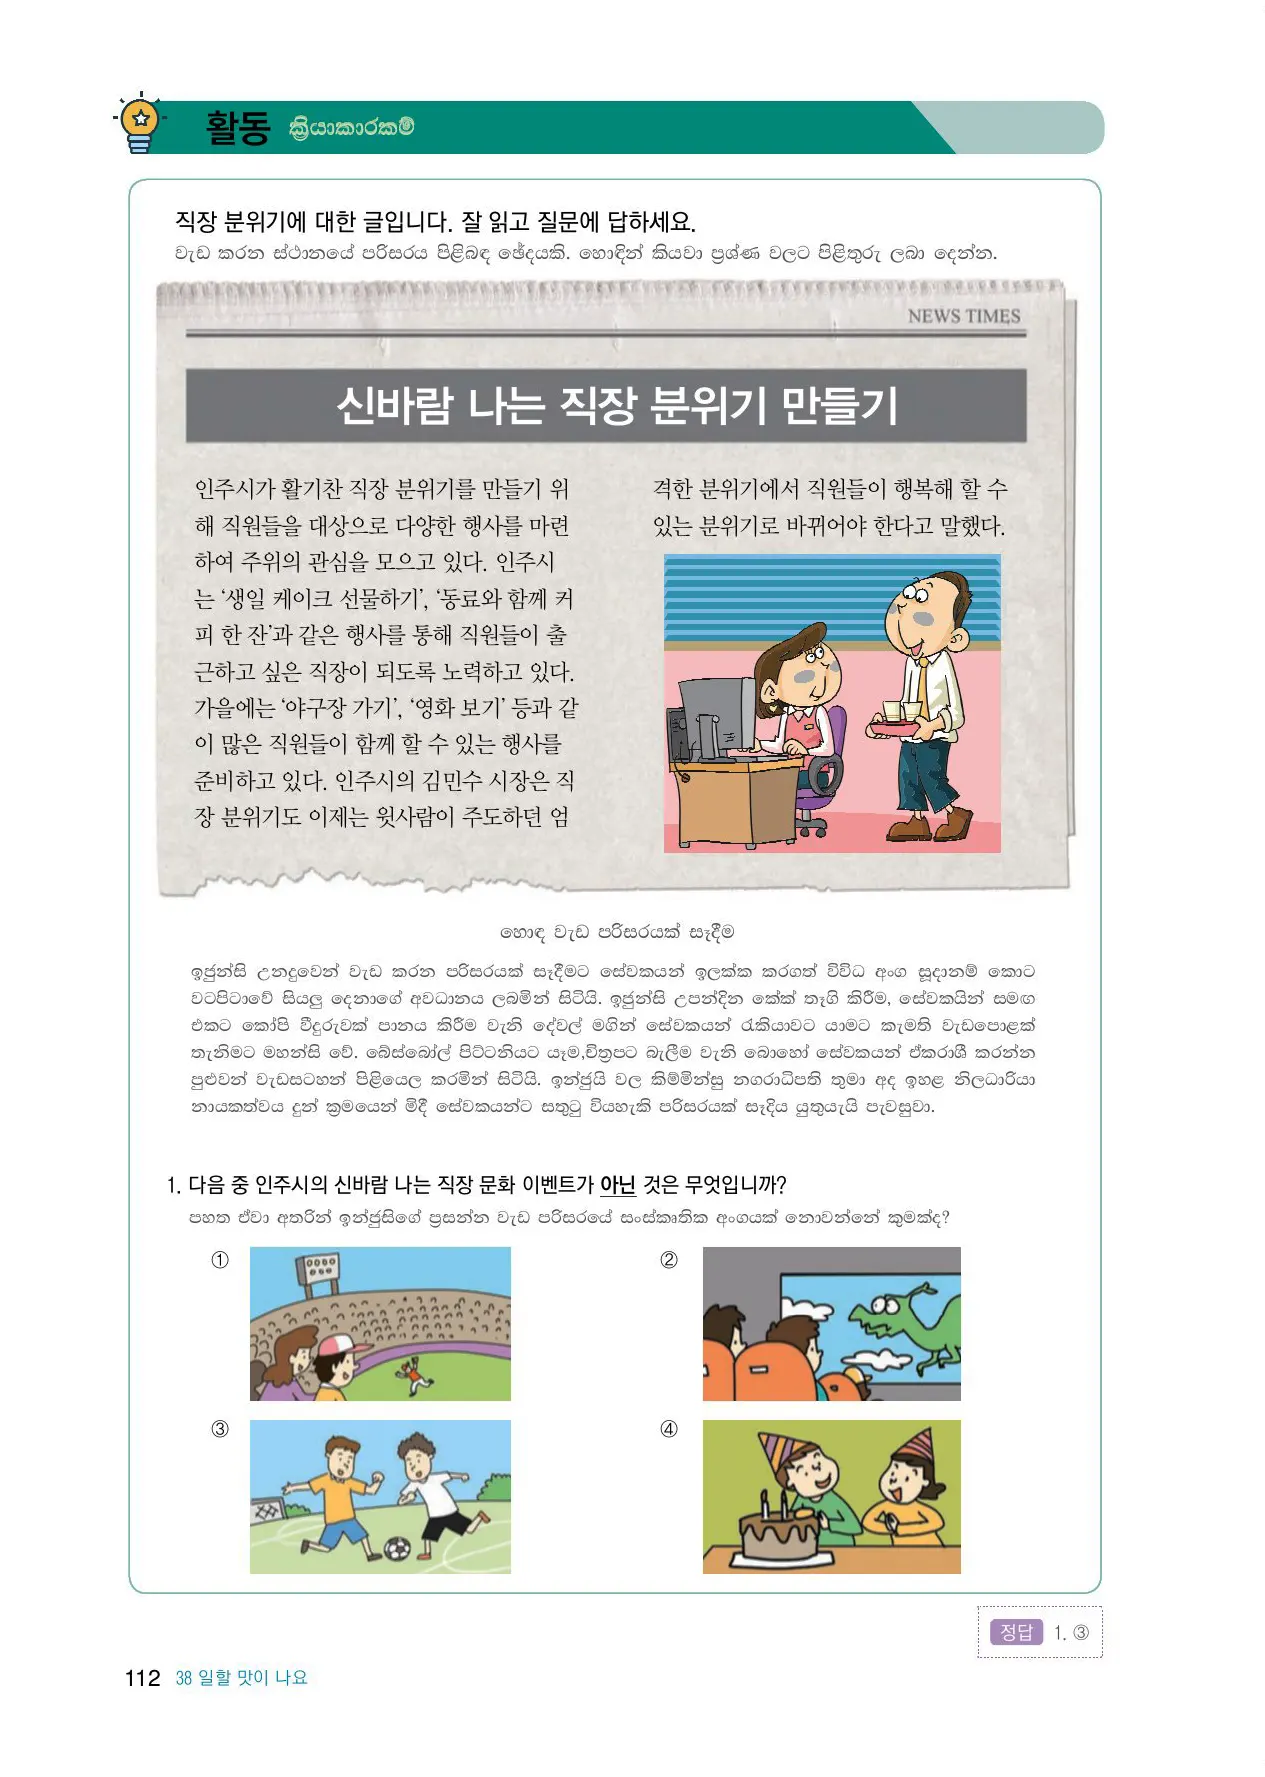 활동 ක්‍රියාකාරකම්
직장 분위기에 대한 글입니다. 잘 읽고 질문에 답하세요.
වැඩ කරන ස්ථානයේ පරිසරය පිළිබඳ ඡේදයකි. හොඳින් කියවා ප්‍රශ්ණ වලට පිළිතුරු ලබා දෙන්න.
NEWS TIMES
신바람 나는 직장 분위기 만들기
인주시가 활기찬 직장 분위기를 만들기 위
해 직원들을 대상으로 다양한 행사를 마련
하여 주위의 관심을 모으고 있다. 인주시
는 ‘생일 케이크 선물하기’, ‘동료와 함께 커
피 한 잔’과 같은 행사를 통해 직원들이 출
근하고 싶은 직장이 되도록 노력하고 있다.
가을에는 ‘야구장 가기’, ‘영화 보기’ 등과 같
이 많은 직원들이 함께 할 수 있는 행사를
준비하고 있다. 인주시의 김민수 시장은 직
장 분위기도 이제는 윗사람이 주도하던 엄
격한 분위기에서 직원들이 행복해 할 수
있는 분위기로 바뀌어야 한다고 말했다.
හොඳ වැඩ පරිසරයක් සෑදීම
ඉජුන්සි උනදුවෙන් වැඩ කරන පරිසරයක් සෑදීමට සේවකයන් ඉලක්ක කරගත් විවිධ අංග සූදානම් කොට
වටපිටාවේ සියලු දෙනාගේ අවධානය ලබමින් සිටියි. ඉජුන්සි උපන්දින කේක් තෑගි කිරීම, සේවකයින් සමඟ
එකට කෝපි වීදුරුවක් පානය කිරීම වැනි දේවල් මගින් සේවකයන් රැකියාවට යාමට කැමති වැඩපොළක්
තැනිමට මහන්සි වේ. බේස්බෝල් පිට්ටනියට යෑම,චිත්‍රපට බැලීම වැනි බොහෝ සේවකයන් ඒකරාශී කරන්න
පුළුවන් වැඩසටහන් පිළියෙල කරමින් සිටියි. ඉන්ජුයි වල කිම්මින්සු නගරාධිපති තුමා අද ඉහළ නිලධාරියා
නායකත්වය දුන් ක්‍රමයෙන් මිදී සේවකයන්ට සතුටු වියහැකි පරිසරයක් සෑදිය යුතුයැයි පැවසුවා.
1. 다음 중 인주시의 신바람 나는 직장 문화 이벤트가 아닌 것은 무엇입니까?
පහත ඒවා අතරින් ඉන්ජුසිගේ ප්‍රසන්න වැඩ පරිසරයේ සංස්කෘතික අංගයක් නොවන්නේ කුමක්ද?
①
②
③
④
정답 1. ③
112 38 일할 맛이 나요